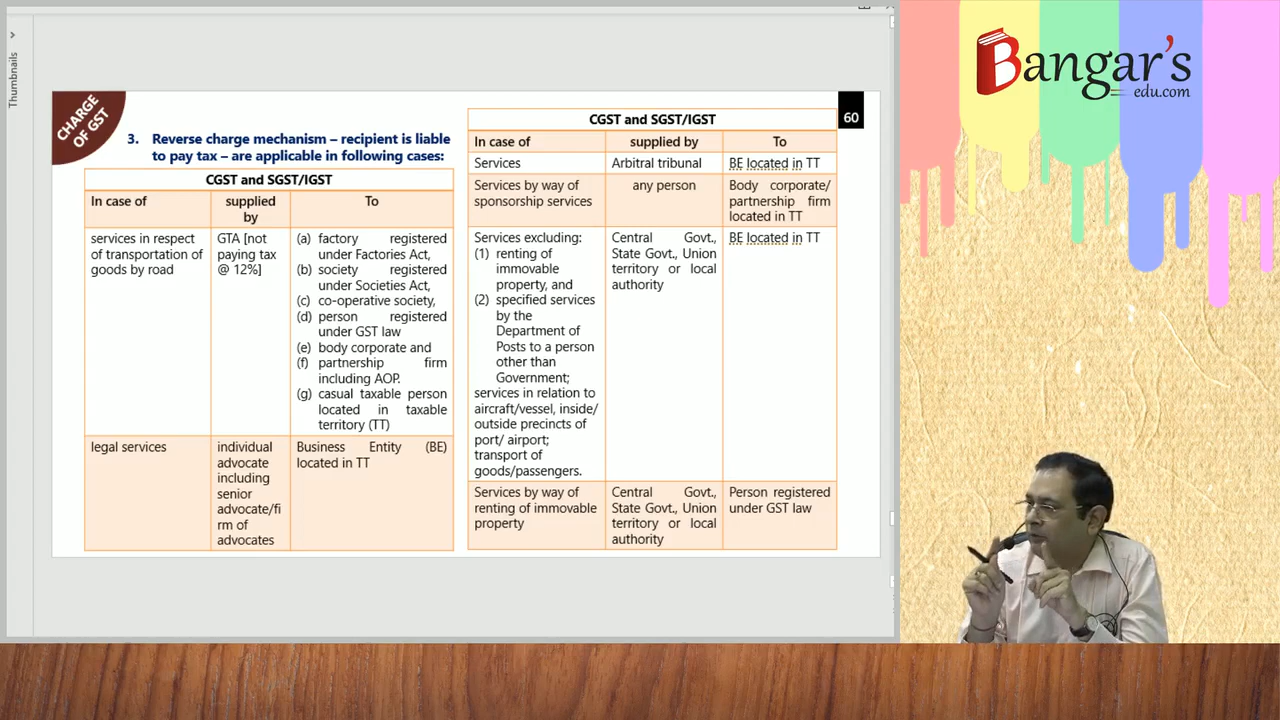 Thumbnails
Bangar's
edu.com
CHARGE
OF GST
60
3. Reverse charge mechanism – recipient is liable
to pay tax – are applicable in following cases:
CGST and SGST/IGST
In case of supplied by To
services in respect
of transportation of
goods by road
GTA [not
paying tax
@ 12%]
(a) factory registered
under Factories Act,
(b) society registered
under Societies Act,
(c) co-operative society,
(d) person registered
under GST law
(e) body corporate and
(f) partnership firm
including AOP.
(g) casual taxable person
located in taxable
territory (TT)
legal services
individual
advocate
including
senior
advocate/fi
rm of
advocates
Business Entity (BE)
located in TT
CGST and SGST/IGST
In case of supplied by To
Services Arbitral tribunal BE located in TT
Services by way of
sponsorship services
any person
Body corporate/
partnership firm
located in TT
Services excluding:
(1) renting of
immovable
property, and
(2) specified services
by the
Department of
Posts to a person
other than
Government;
services in relation to
aircraft/vessel, inside/
outside precincts of
port/ airport;
transport of
goods/passengers.
Central Govt.,
State Govt., Union
territory or local
authority
BE located in TT
Services by way of
renting of immovable
property
Central Govt.,
State Govt., Union
territory or local
authority
Person registered
under GST law